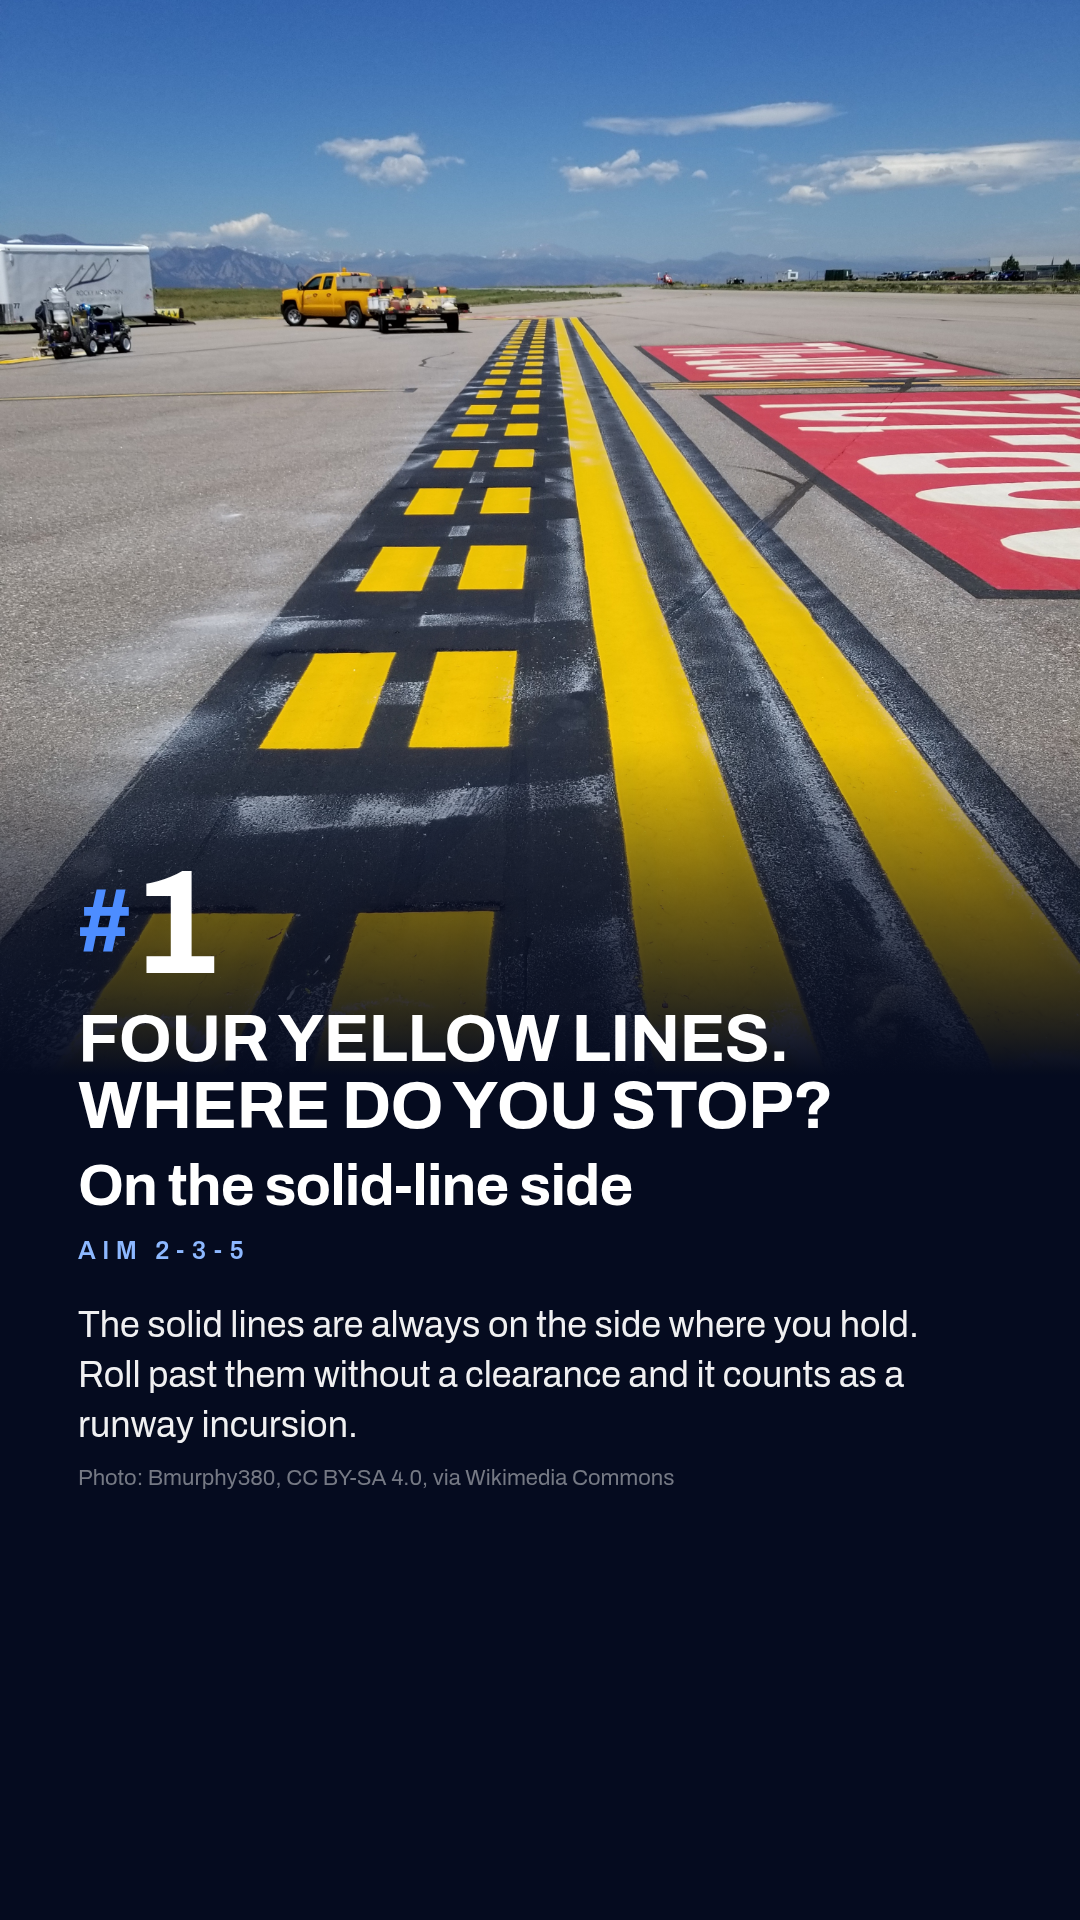 #1
FOUR YELLOW LINES.
WHERE DO YOU STOP?
On the solid-line side
AIM 2-3-5
The solid lines are always on the side where you hold.
Roll past them without a clearance and it counts as a
runway incursion.
Photo: Bmurphy380, CC BY-SA 4.0, via Wikimedia Commons